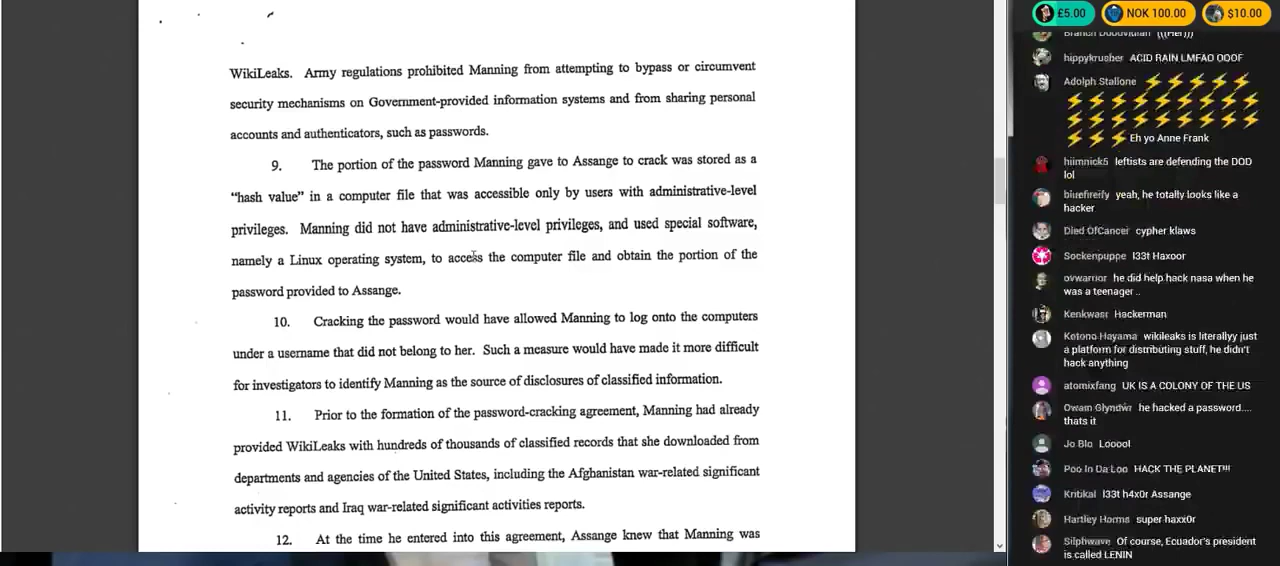 WikiLeaks. Army regulations prohibited Manning from attempting to bypass or circumvent
security mechanisms on Government-provided information systems and from sharing personal
accounts and authenticators, such as passwords.
9. The portion of the password Manning gave to Assange to crack was stored as a
“hash value” in a computer file that was accessible only by users with administrative-level
privileges. Manning did not have administrative-level privileges, and used special software,
namely a Linux operating system, to access the computer file and obtain the portion of the
password provided to Assange.
10. Cracking the password would have allowed Manning to log onto the computers
under a username that did not belong to her. Such a measure would have made it more difficult
for investigators to identify Manning as the source of disclosures of classified information.
11. Prior to the formation of the password-cracking agreement, Manning had already
provided WikiLeaks with hundreds of thousands of classified records that she downloaded from
departments and agencies of the United States, including the Afghanistan war-related significant
activity reports and Iraq war-related significant activities reports.
12. At the time he entered into this agreement, Assange knew that Manning was
£5.00 NOK 100.00 $10.00
hippykrusher ACID RAIN LMFAO OOOF
Adolph Stallone
Eh yo Anne Frank
hiimnick5 leftists are defending the DOD
lol
bluefirefly yeah, he totally looks like a
hacker
Died OfCancer cypher klaws
Sockenpuppe l33t Haxoor
ovwarrior he did help hack nasa when he
was a teenager ..
Kenkwasr Hackerman
Kotono Hayama wikileaks is literallyy just
a platform for distributing stuff, he didn't
hack anything
atomixfang UK IS A COLONY OF THE US
Owain Glyndwr he hacked a password....
thats it
Jo Blo Looool
Poo In Da Loo HACK THE PLANET!!!
Kritikal l33t h4x0r Assange
Hartley Harms super haxx0r
Silphwave Of course, Ecuador's president
is called LENIN